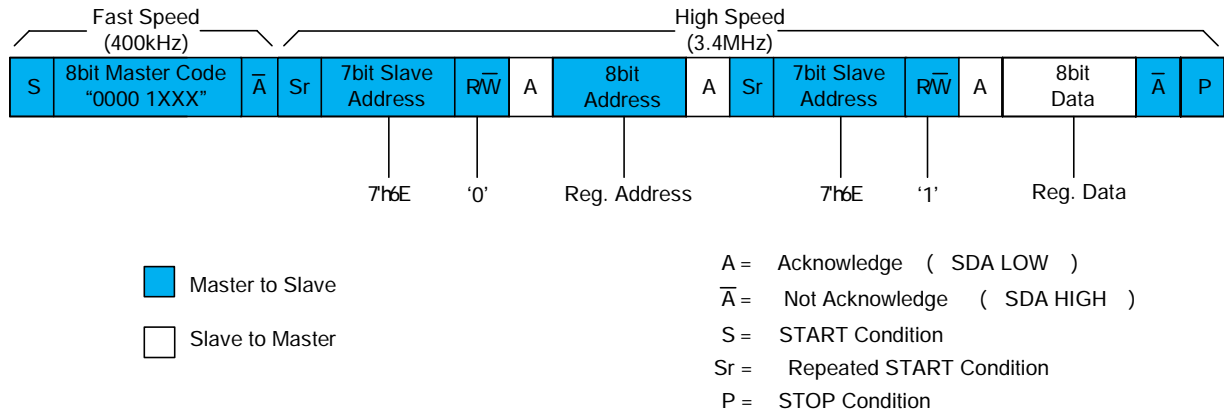 Fast Speed
(400kHz)
High Speed
(3.4MHz)
S
8bit Master Code
“0000 1XXX”
A̅
Sr
7bit Slave
Address
R/W̅
A
8bit
Address
A
Sr
7bit Slave
Address
R/W̅
A
8bit
Data
A̅
P
7'h6E
‘0’
Reg. Address
7'h6E
‘1’
Reg. Data
Master to Slave
Slave to Master
A = Acknowledge ( SDA LOW )
A̅ = Not Acknowledge ( SDA HIGH )
S = START Condition
Sr = Repeated START Condition
P = STOP Condition